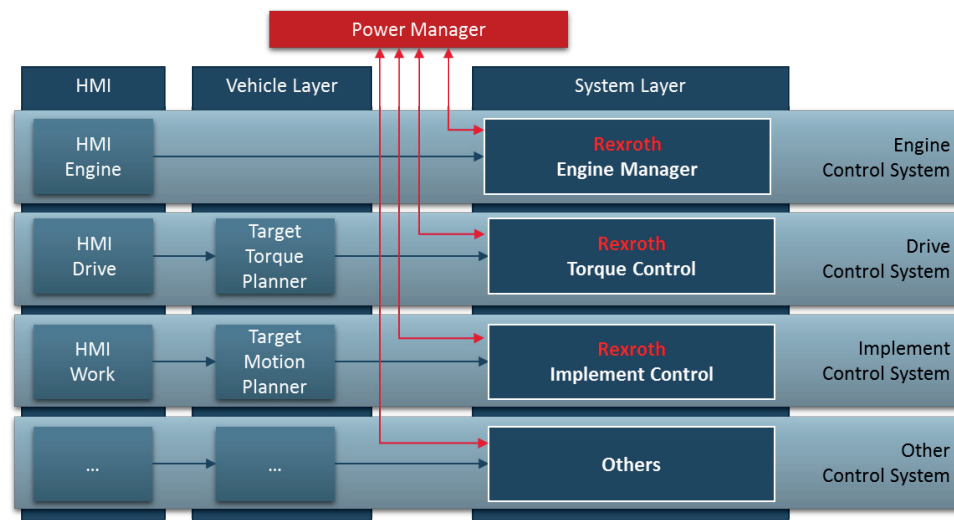 Power Manager
HMI
Vehicle Layer
System Layer
HMI
Engine
Rexroth
Engine Manager
Engine
Control System
HMI
Drive
Target
Torque
Planner
Rexroth
Torque Control
Drive
Control System
HMI
Work
Target
Motion
Planner
Rexroth
Implement Control
Implement
Control System
...
...
Others
Other
Control System